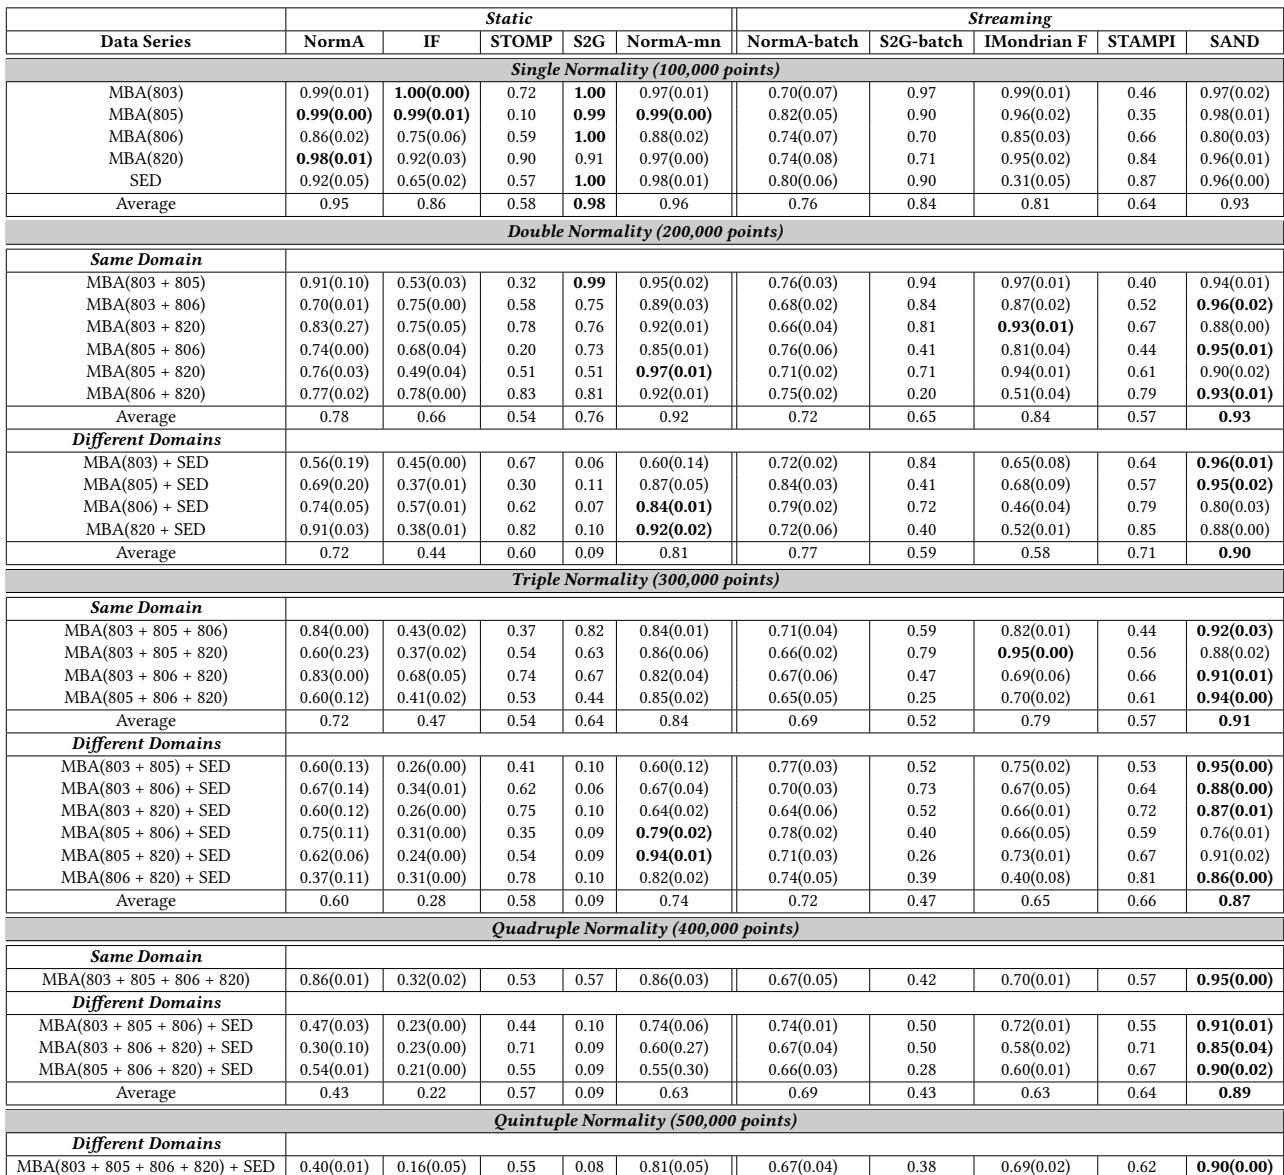 Static Streaming
Data Series NormA IF STOMP S2G NormA-mn NormA-batch S2G-batch IMondrian F STAMPI SAND
Single Normality (100,000 points)
MBA(803) 0.99(0.01) 1.00(0.00) 0.72 1.00 0.97(0.01) 0.70(0.07) 0.97 0.99(0.01) 0.46 0.97(0.02)
MBA(805) 0.99(0.00) 0.99(0.01) 0.10 0.99 0.99(0.00) 0.82(0.05) 0.90 0.96(0.02) 0.35 0.98(0.01)
MBA(806) 0.86(0.02) 0.75(0.06) 0.59 1.00 0.88(0.02) 0.74(0.07) 0.70 0.85(0.03) 0.66 0.80(0.03)
MBA(820) 0.98(0.01) 0.92(0.03) 0.90 0.91 0.97(0.00) 0.74(0.08) 0.71 0.95(0.02) 0.84 0.96(0.01)
SED 0.92(0.05) 0.65(0.02) 0.57 1.00 0.98(0.01) 0.80(0.06) 0.90 0.31(0.05) 0.87 0.96(0.00)
Average 0.95 0.86 0.58 0.98 0.96 0.76 0.84 0.81 0.64 0.93
Double Normality (200,000 points)
Same Domain
MBA(803 + 805) 0.91(0.10) 0.53(0.03) 0.32 0.99 0.95(0.02) 0.76(0.03) 0.94 0.97(0.01) 0.40 0.94(0.01)
MBA(803 + 806) 0.70(0.01) 0.75(0.00) 0.58 0.75 0.89(0.03) 0.68(0.02) 0.84 0.87(0.02) 0.52 0.96(0.02)
MBA(803 + 820) 0.83(0.27) 0.75(0.05) 0.78 0.76 0.92(0.01) 0.66(0.04) 0.81 0.93(0.01) 0.67 0.88(0.00)
MBA(805 + 806) 0.74(0.00) 0.68(0.04) 0.20 0.73 0.85(0.01) 0.76(0.06) 0.41 0.81(0.04) 0.44 0.95(0.01)
MBA(805 + 820) 0.76(0.03) 0.49(0.04) 0.51 0.51 0.97(0.01) 0.71(0.02) 0.71 0.94(0.01) 0.61 0.90(0.02)
MBA(806 + 820) 0.77(0.02) 0.78(0.00) 0.83 0.81 0.92(0.01) 0.75(0.02) 0.20 0.51(0.04) 0.79 0.93(0.01)
Average 0.78 0.66 0.54 0.76 0.92 0.72 0.65 0.84 0.57 0.93
Different Domains
MBA(803) + SED 0.56(0.19) 0.45(0.00) 0.67 0.06 0.60(0.14) 0.72(0.02) 0.84 0.65(0.08) 0.64 0.96(0.01)
MBA(805) + SED 0.69(0.20) 0.37(0.01) 0.30 0.11 0.87(0.05) 0.84(0.03) 0.41 0.68(0.09) 0.57 0.95(0.02)
MBA(806) + SED 0.74(0.05) 0.57(0.01) 0.62 0.07 0.84(0.01) 0.79(0.02) 0.72 0.46(0.04) 0.79 0.80(0.03)
MBA(820 + SED 0.91(0.03) 0.38(0.01) 0.82 0.10 0.92(0.02) 0.72(0.06) 0.40 0.52(0.01) 0.85 0.88(0.00)
Average 0.72 0.44 0.60 0.09 0.81 0.77 0.59 0.58 0.71 0.90
Triple Normality (300,000 points)
Same Domain
MBA(803 + 805 + 806) 0.84(0.00) 0.43(0.02) 0.37 0.82 0.84(0.01) 0.71(0.04) 0.59 0.82(0.01) 0.44 0.92(0.03)
MBA(803 + 805 + 820) 0.60(0.23) 0.37(0.02) 0.54 0.63 0.86(0.06) 0.66(0.02) 0.79 0.95(0.00) 0.56 0.88(0.02)
MBA(803 + 806 + 820) 0.83(0.00) 0.68(0.05) 0.74 0.67 0.82(0.04) 0.67(0.06) 0.47 0.69(0.06) 0.66 0.91(0.01)
MBA(805 + 806 + 820) 0.60(0.12) 0.41(0.02) 0.53 0.44 0.85(0.02) 0.65(0.05) 0.25 0.70(0.02) 0.61 0.94(0.00)
Average 0.72 0.47 0.54 0.64 0.84 0.69 0.52 0.79 0.57 0.91
Different Domains
MBA(803 + 805) + SED 0.60(0.13) 0.26(0.00) 0.41 0.10 0.60(0.12) 0.77(0.03) 0.52 0.75(0.02) 0.53 0.95(0.00)
MBA(803 + 806) + SED 0.67(0.14) 0.34(0.01) 0.62 0.06 0.67(0.04) 0.70(0.03) 0.73 0.67(0.05) 0.64 0.88(0.00)
MBA(803 + 820) + SED 0.60(0.12) 0.26(0.00) 0.75 0.10 0.64(0.02) 0.64(0.06) 0.52 0.66(0.01) 0.72 0.87(0.01)
MBA(805 + 806) + SED 0.75(0.11) 0.31(0.00) 0.35 0.09 0.79(0.02) 0.78(0.02) 0.40 0.66(0.05) 0.59 0.76(0.01)
MBA(805 + 820) + SED 0.62(0.06) 0.24(0.00) 0.54 0.09 0.94(0.01) 0.71(0.03) 0.26 0.73(0.01) 0.67 0.91(0.02)
MBA(806 + 820) + SED 0.37(0.11) 0.31(0.00) 0.78 0.10 0.82(0.02) 0.74(0.05) 0.39 0.40(0.08) 0.81 0.86(0.00)
Average 0.60 0.28 0.58 0.09 0.74 0.72 0.47 0.65 0.66 0.87
Quadruple Normality (400,000 points)
Same Domain
MBA(803 + 805 + 806 + 820) 0.86(0.01) 0.32(0.02) 0.53 0.57 0.86(0.03) 0.67(0.05) 0.42 0.70(0.01) 0.57 0.95(0.00)
Different Domains
MBA(803 + 805 + 806) + SED 0.47(0.03) 0.23(0.00) 0.44 0.10 0.74(0.06) 0.74(0.01) 0.50 0.72(0.01) 0.55 0.91(0.01)
MBA(803 + 806 + 820) + SED 0.30(0.10) 0.23(0.00) 0.71 0.09 0.60(0.27) 0.67(0.04) 0.50 0.58(0.02) 0.71 0.85(0.04)
MBA(805 + 806 + 820) + SED 0.54(0.01) 0.21(0.00) 0.55 0.09 0.55(0.30) 0.66(0.03) 0.28 0.60(0.01) 0.67 0.90(0.02)
Average 0.43 0.22 0.57 0.09 0.63 0.69 0.43 0.63 0.64 0.89
Quintuple Normality (500,000 points)
Different Domains
MBA(803 + 805 + 806 + 820) + SED 0.40(0.01) 0.16(0.05) 0.55 0.08 0.81(0.05) 0.67(0.04) 0.38 0.69(0.02) 0.62 0.90(0.00)